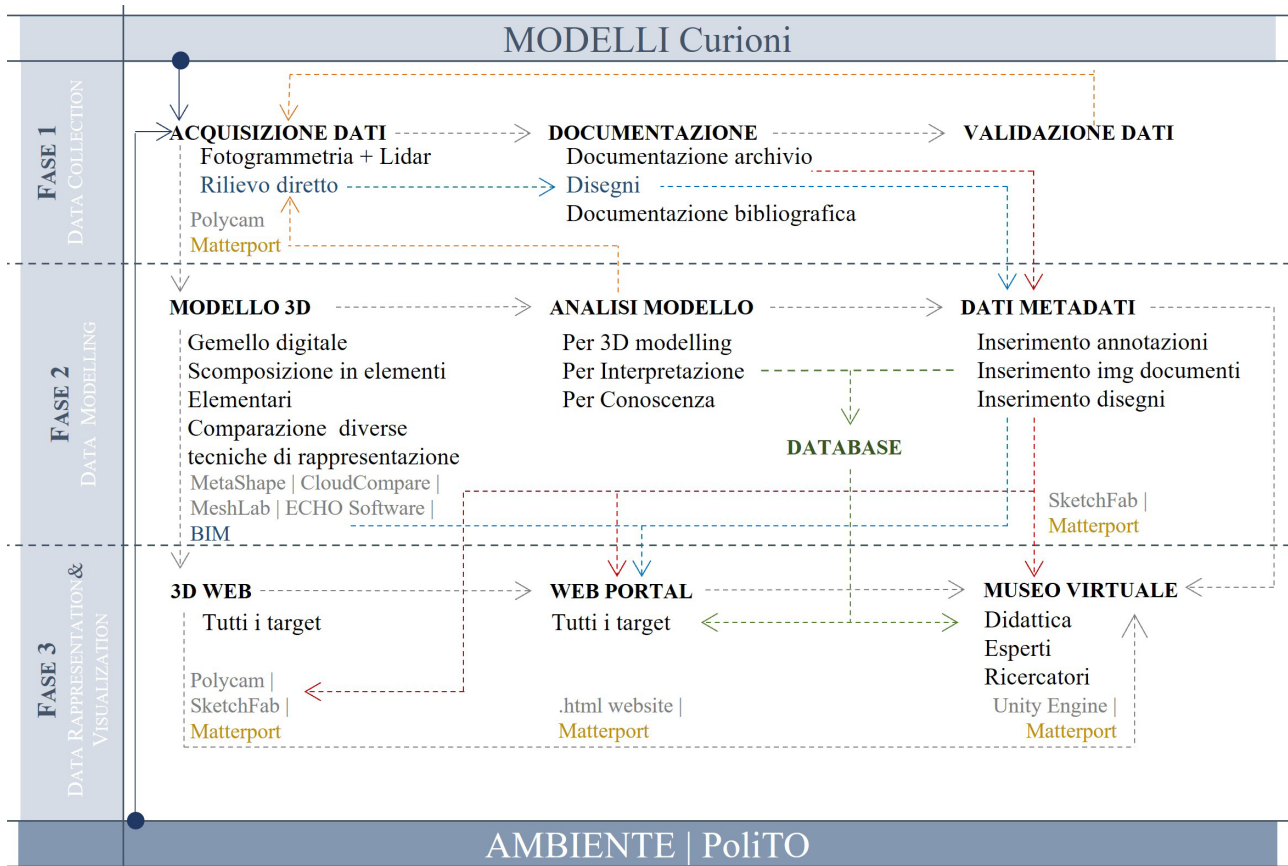 MODELLI Curioni
FASE 1
DATA COLLECTION
ACQUISIZIONE DATI
Fotogrammetria + Lidar
Rilievo diretto
Polycam
Matterport
DOCUMENTAZIONE
Documentazione archivio
Disegni
Documentazione bibliografica
VALIDAZIONE DATI
FASE 2
DATA MODELLING
MODELLO 3D
Gemello digitale
Scomposizione in elementi
Elementari
Comparazione diverse
tecniche di rappresentazione
MetaShape | CloudCompare |
MeshLab | ECHO Software |
BIM
ANALISI MODELLO
Per 3D modelling
Per Interpretazione
Per Conoscenza
DATI METADATI
Inserimento annotazioni
Inserimento img documenti
Inserimento disegni
DATABASE
SketchFab |
Matterport
FASE 3
DATA RAPPRESENTATION&
VISUALIZATION
3D WEB
Tutti i target
Polycam |
SketchFab |
Matterport
WEB PORTAL
Tutti i target
.html website |
Matterport
MUSEO VIRTUALE
Didattica
Esperti
Ricercatori
Unity Engine |
Matterport
AMBIENTE | PoliTO